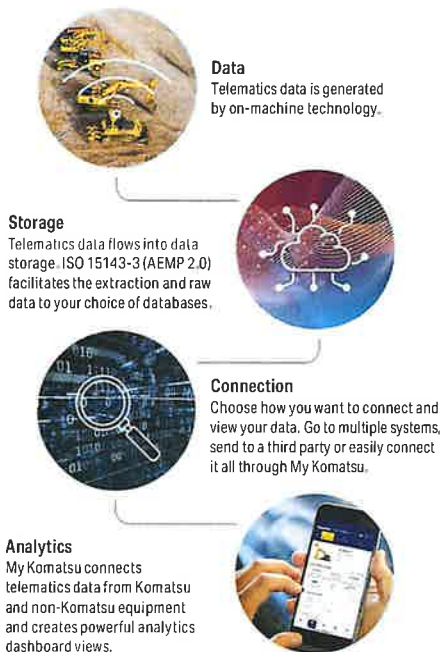 Data
Telematics data is generated
by on-machine technology.
Storage
Telematics data flows into data
storage. ISO 15143-3 (AEMP 2.0)
facilitates the extraction and raw
data to your choice of databases.
Connection
Choose how you want to connect and
view your data. Go to multiple systems,
send to a third party or easily connect
it all through My Komatsu.
Analytics
My Komatsu connects
telematics data from Komatsu
and non-Komatsu equipment
and creates powerful analytics
dashboard views.